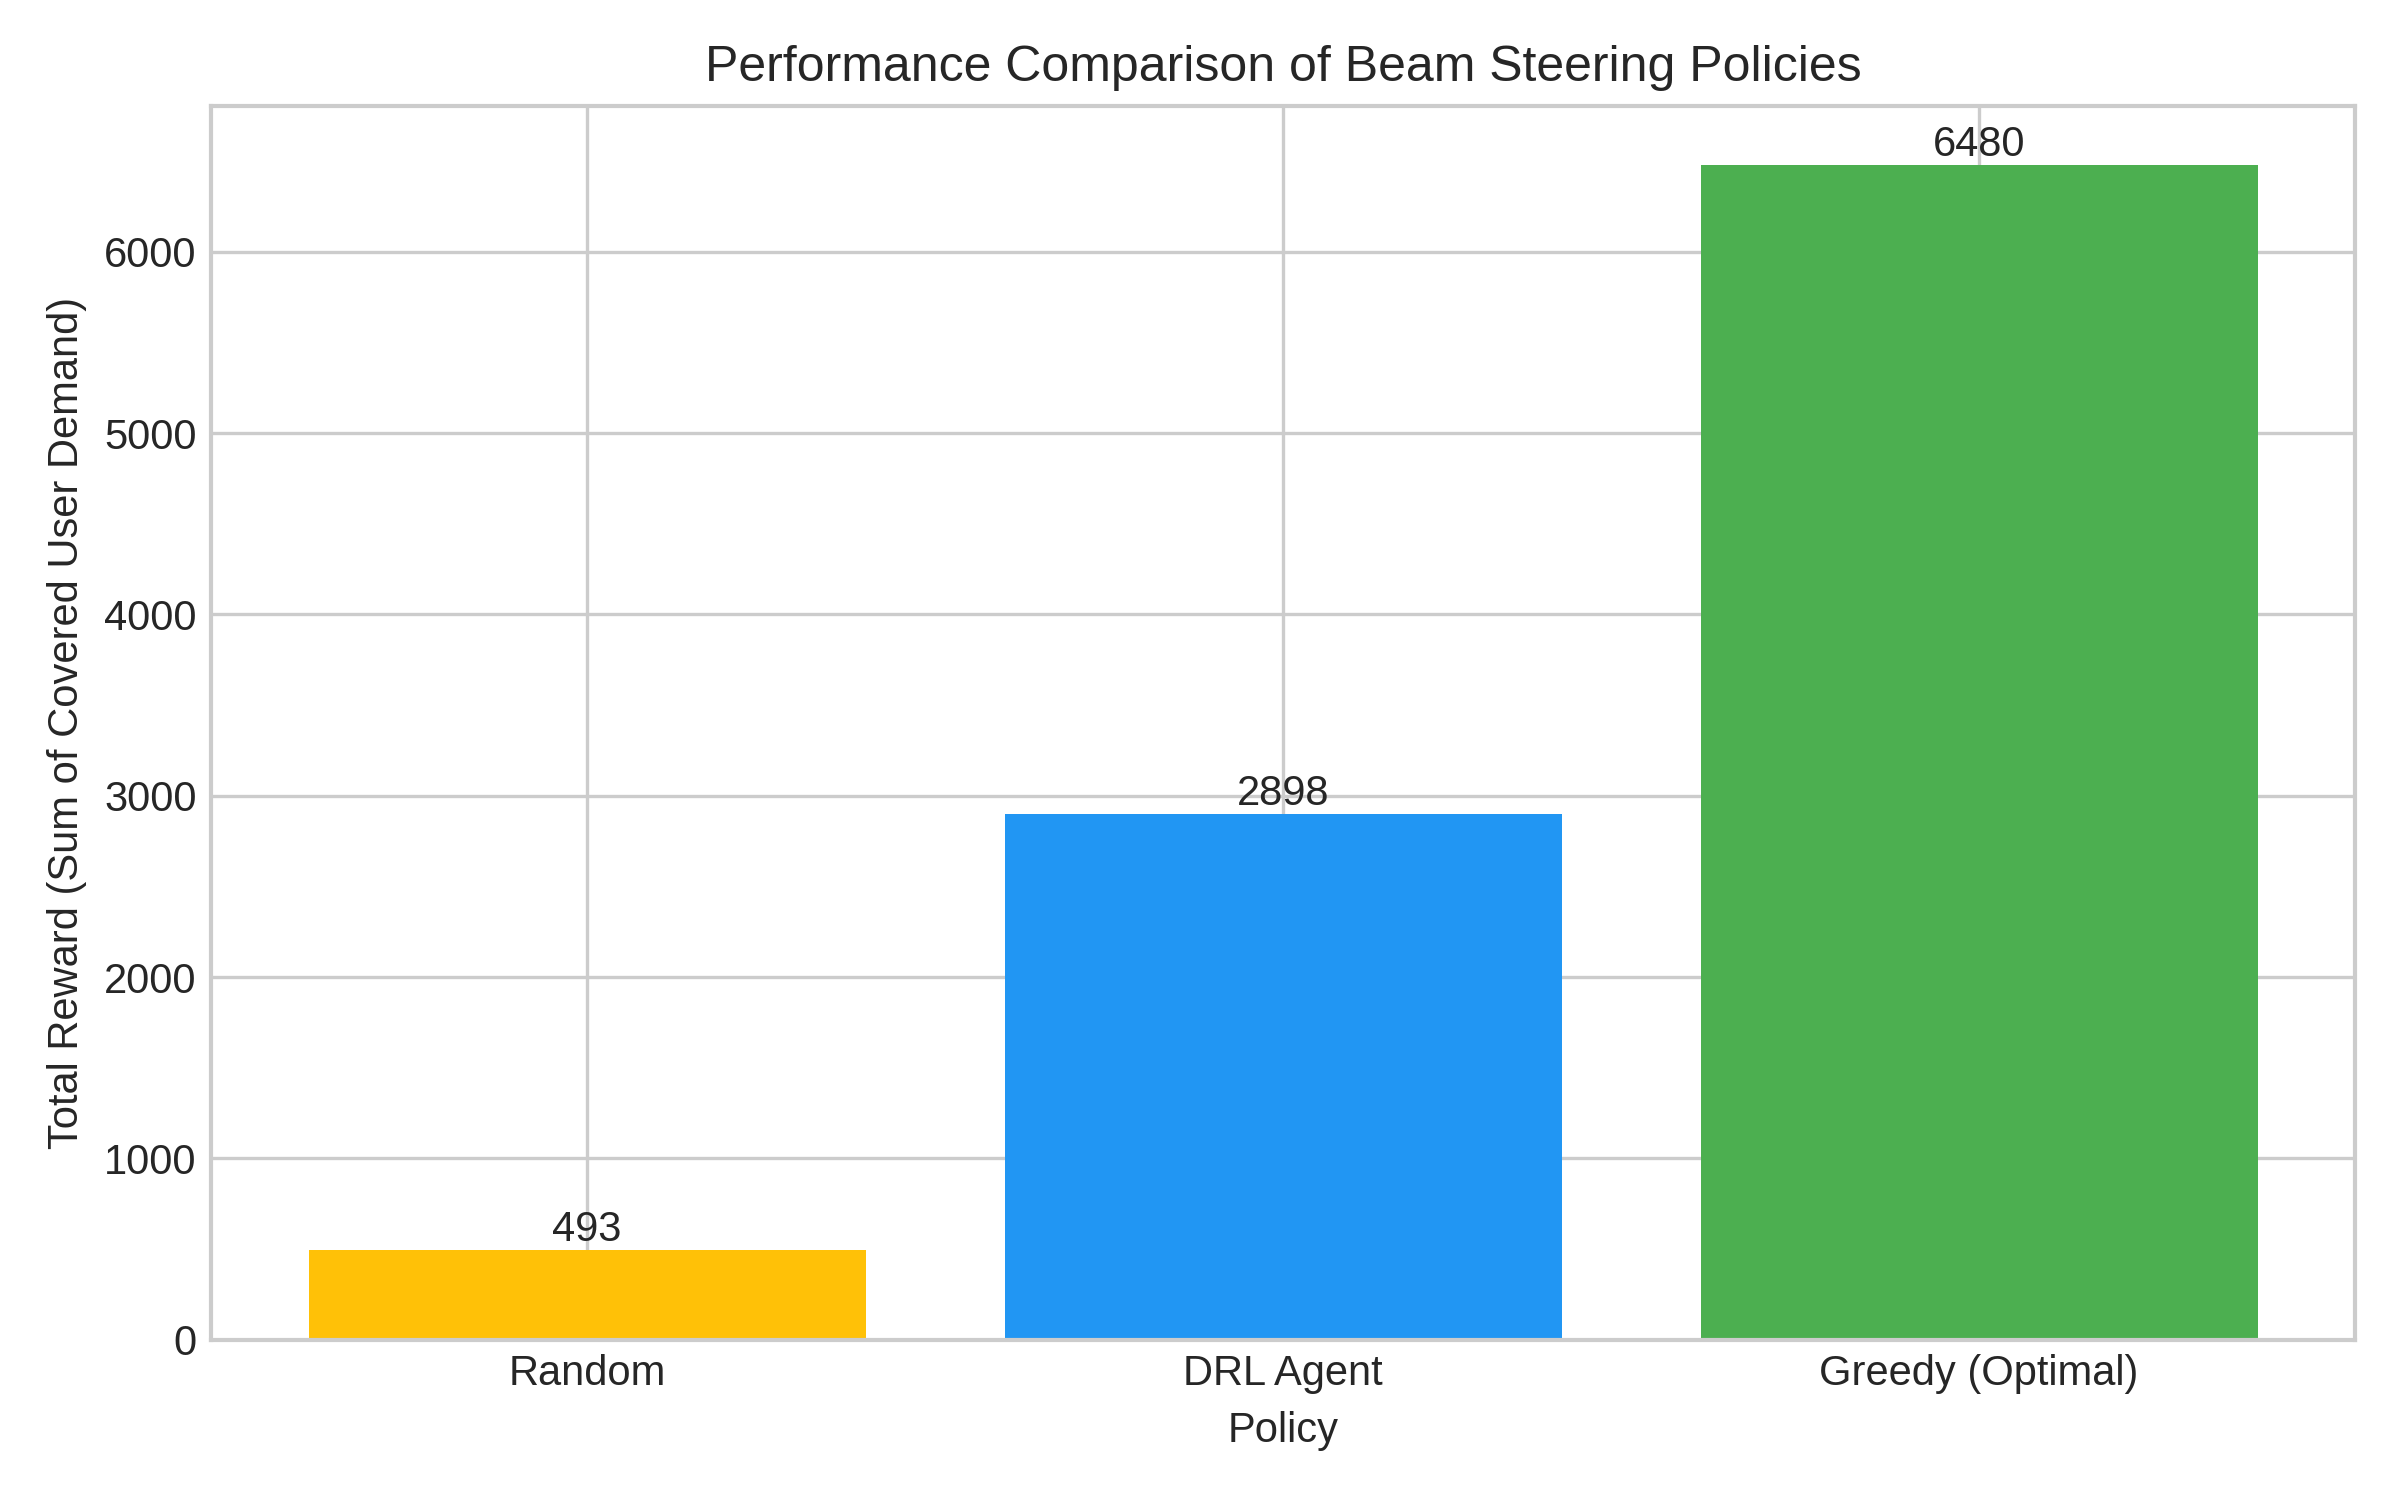 Performance Comparison of Beam Steering Policies
Total Reward (Sum of Covered User Demand)
6000
5000
4000
3000
2000
1000
0
493
2898
6480
Random
DRL Agent
Greedy (Optimal)
Policy